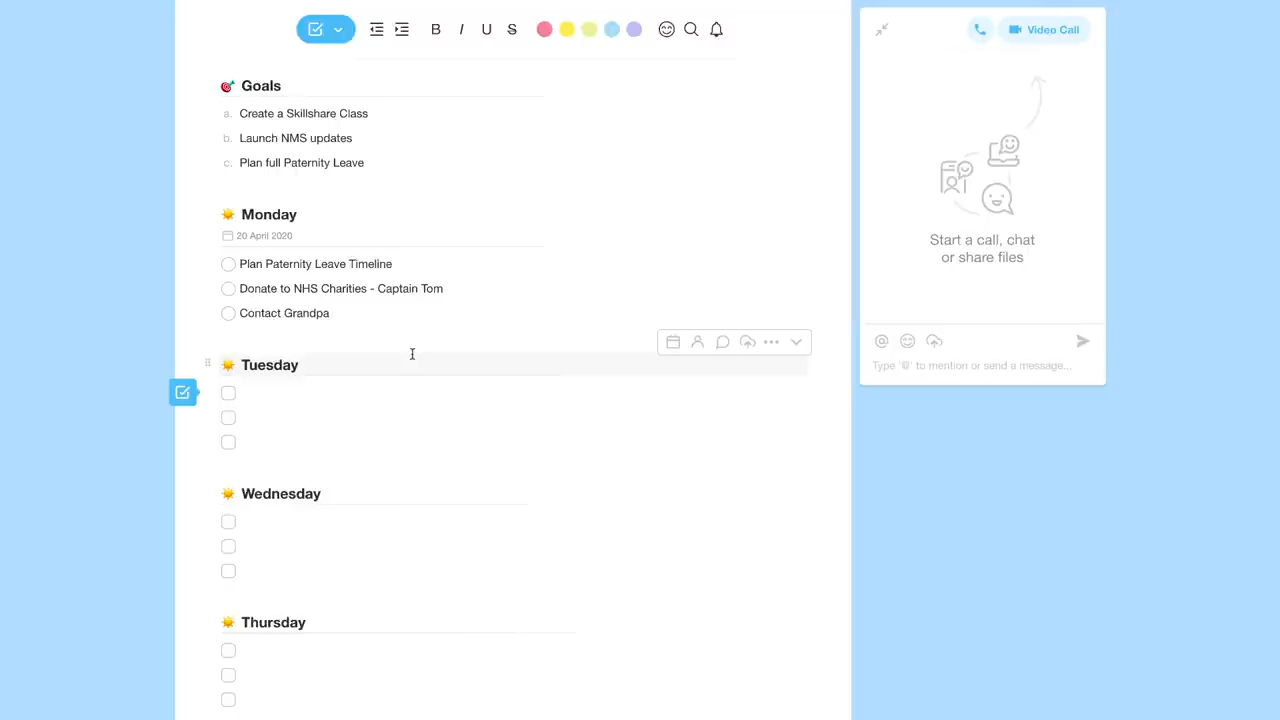 B I U S
Video Call
Goals
a. Create a Skillshare Class
b. Launch NMS updates
c. Plan full Paternity Leave
Monday
20 April 2020
Plan Paternity Leave Timeline
Donate to NHS Charities - Captain Tom
Contact Grandpa
Tuesday
Wednesday
Thursday
Start a call, chat
or share files
Type '@' to mention or send a message...